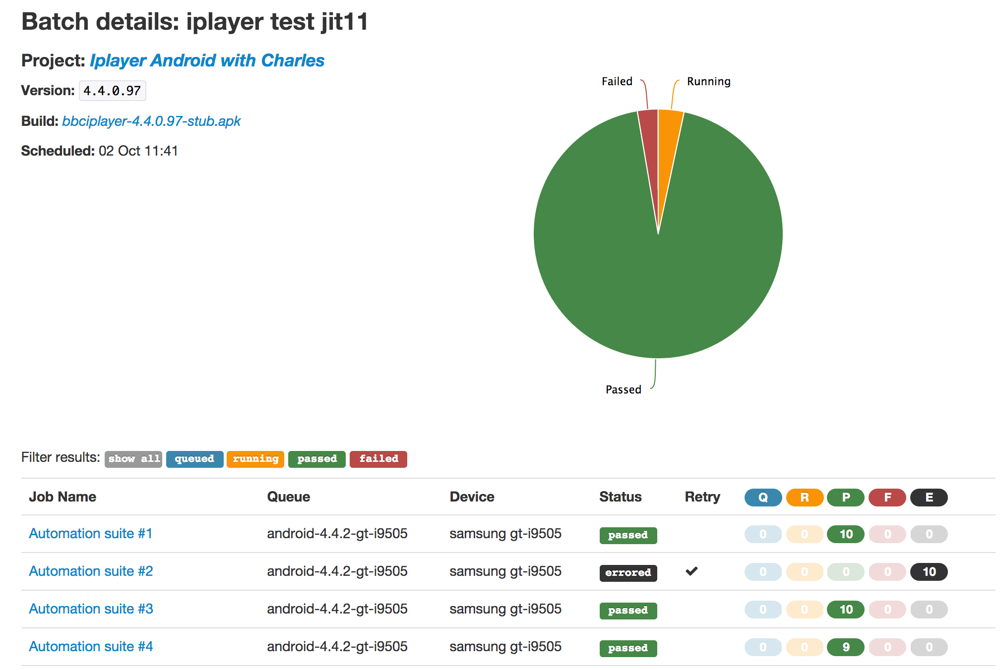 Batch details: iplayer test jit11
Project: Iplayer Android with Charles
Version: 4.4.0.97
Build: bbciplayer-4.4.0.97-stub.apk
Scheduled: 02 Oct 11:41
Failed Running
Passed
Filter results: show all queued running passed failed
Job Name Queue Device Status Retry Q R P F E
Automation suite #1 android-4.4.2-gt-i9505 samsung gt-i9505 passed 0 0 10 0 0
Automation suite #2 android-4.4.2-gt-i9505 samsung gt-i9505 errored ✔ 0 0 0 0 10
Automation suite #3 android-4.4.2-gt-i9505 samsung gt-i9505 passed 0 0 10 0 0
Automation suite #4 android-4.4.2-gt-i9505 samsung gt-i9505 passed 0 0 9 0 0